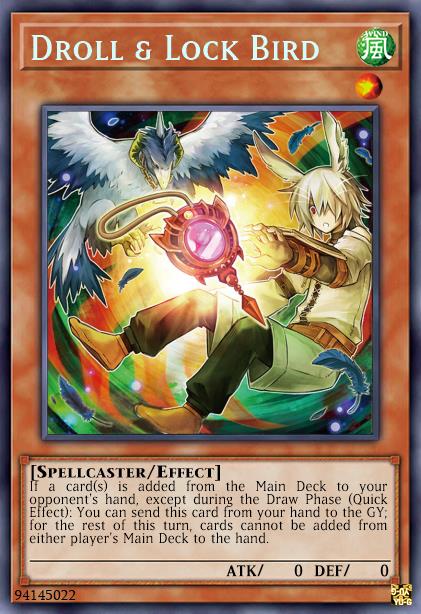 DROLL & LOCK BIRD
WIND
風
[SPELLCASTER/EFFECT]
If a card(s) is added from the Main Deck to your
opponent's hand, except during the Draw Phase (Quick
Effect): You can send this card from your hand to the GY;
for the rest of this turn, cards cannot be added from
either player's Main Deck to the hand.
ATK/ 0 DEF/ 0
94145022